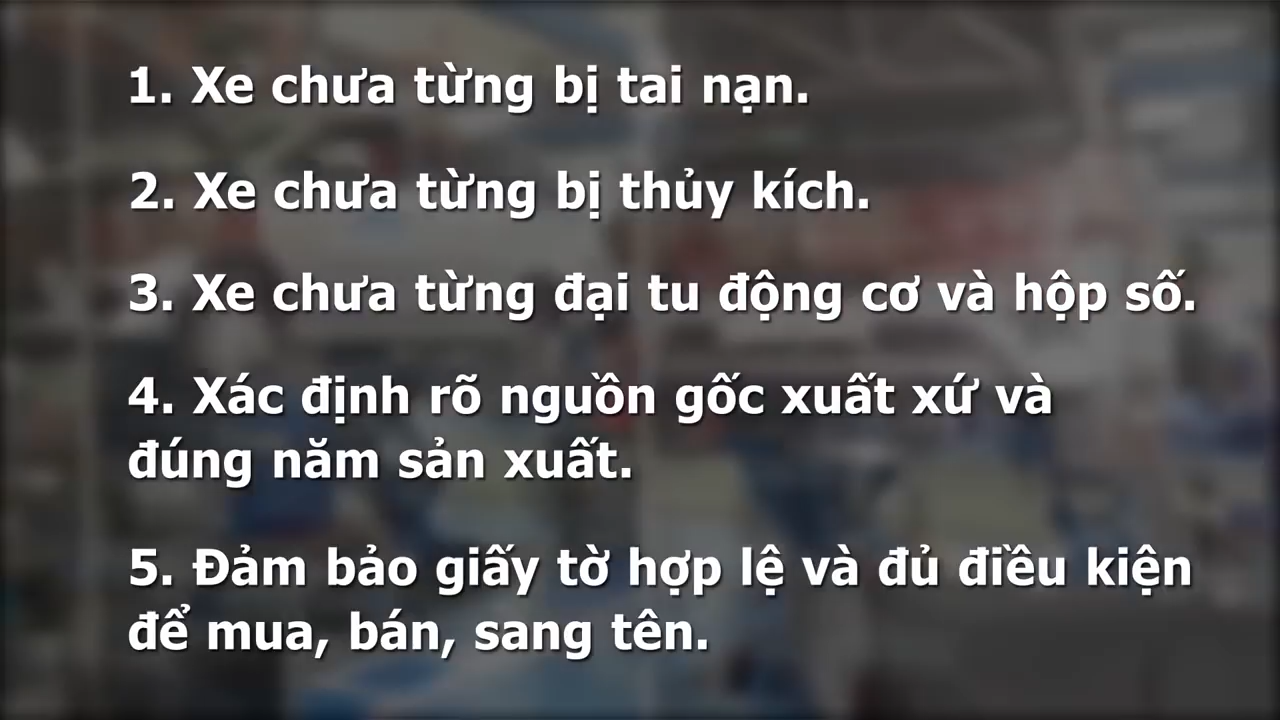 1. Xe chưa từng bị tai nạn.
2. Xe chưa từng bị thủy kích.
3. Xe chưa từng đại tu động cơ và hộp số.
4. Xác định rõ nguồn gốc xuất xứ và
đúng năm sản xuất.
5. Đảm bảo giấy tờ hợp lệ và đủ điều kiện
để mua, bán, sang tên.